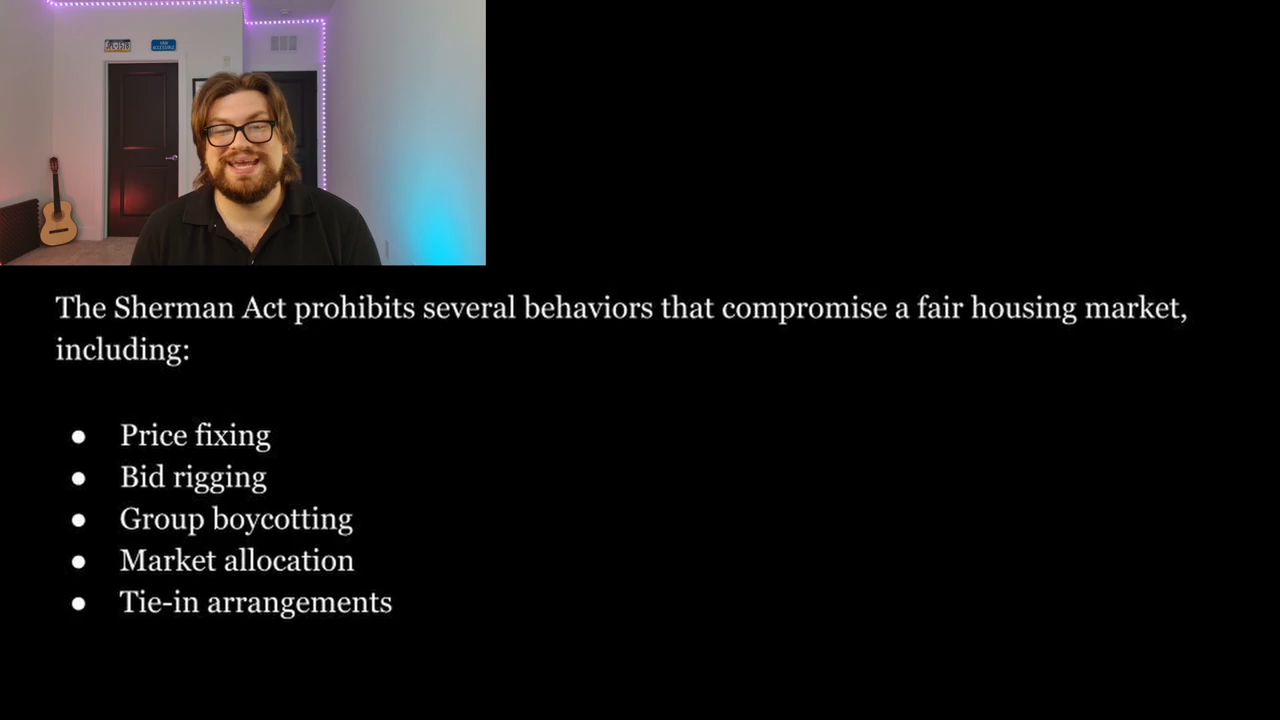 The Sherman Act prohibits several behaviors that compromise a fair housing market,
including:
● Price fixing
● Bid rigging
● Group boycotting
● Market allocation
● Tie-in arrangements